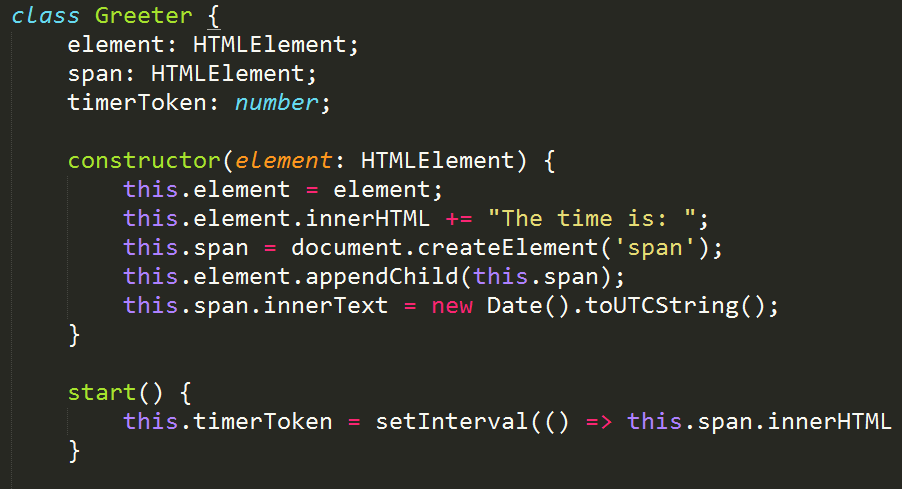 class Greeter {
    element: HTMLElement;
    span: HTMLElement;
    timerToken: number;

    constructor(element: HTMLElement) {
        this.element = element;
        this.element.innerHTML += "The time is: ";
        this.span = document.createElement('span');
        this.element.appendChild(this.span);
        this.span.innerText = new Date().toUTCString();
    }

    start() {
        this.timerToken = setInterval(() => this.span.innerHTML
    }